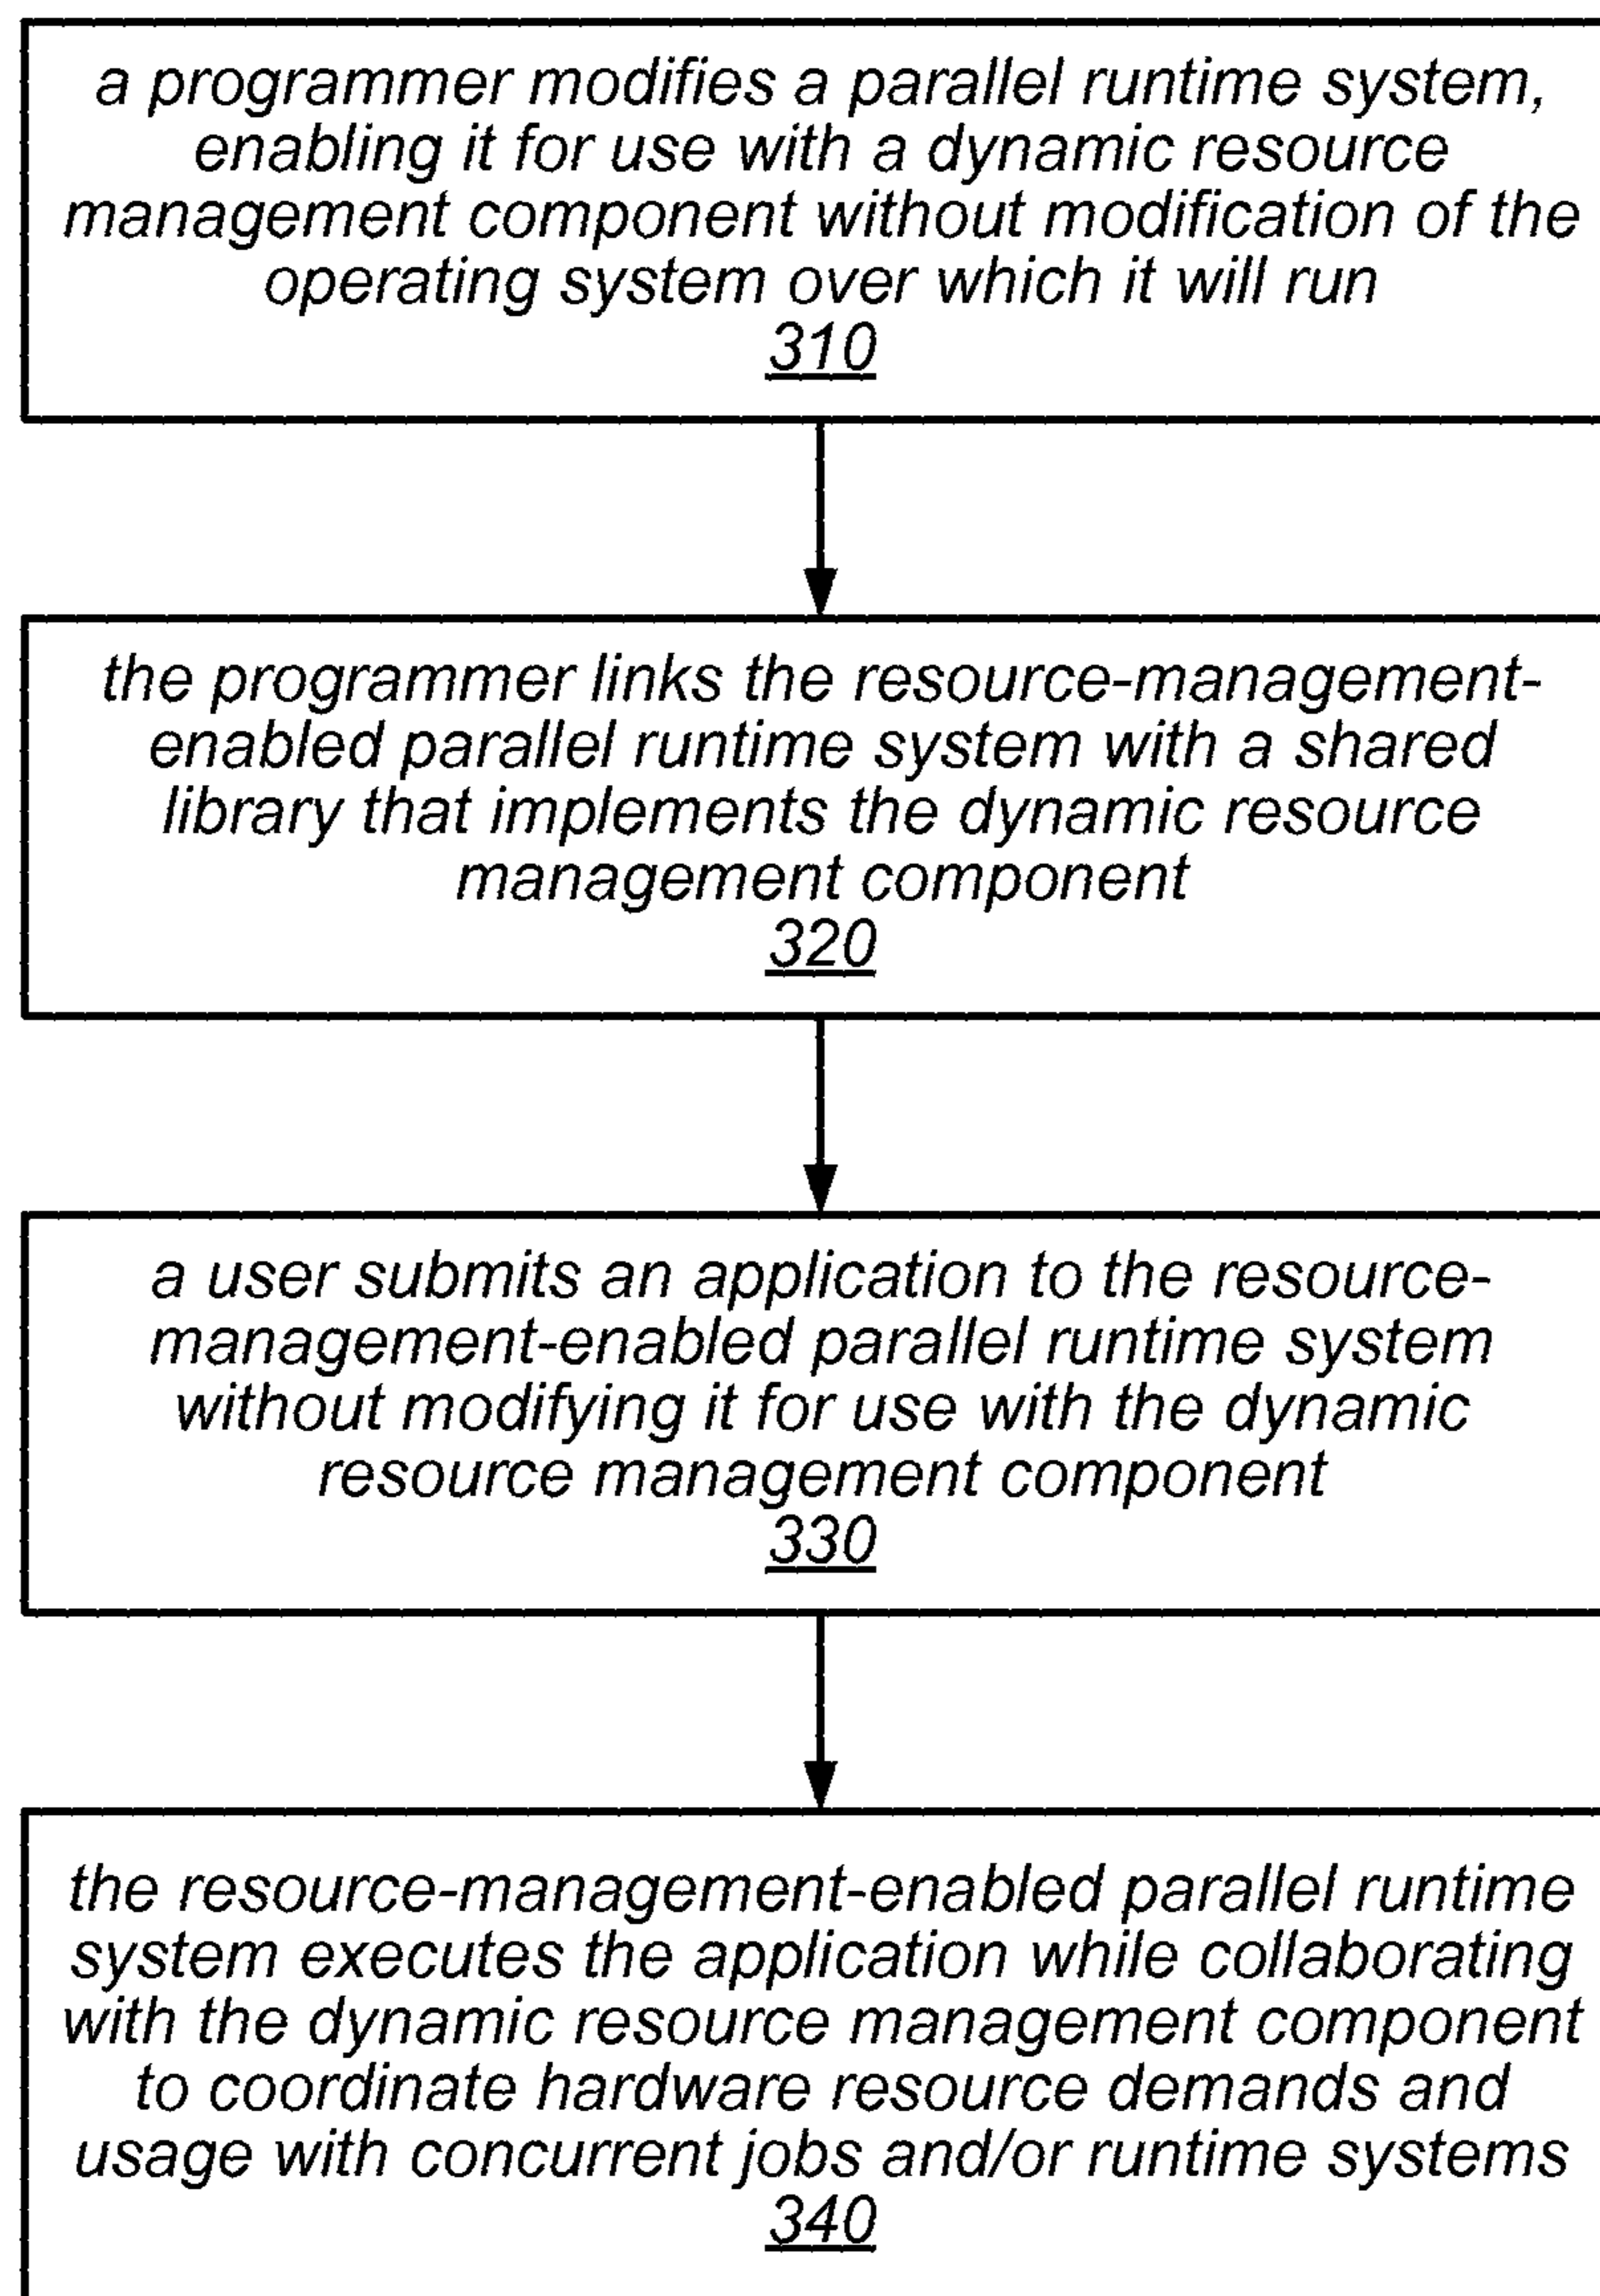 a programmer modifies a parallel runtime system,
enabling it for use with a dynamic resource
management component without modification of the
operating system over which it will run
310
the programmer links the resource-management-
enabled parallel runtime system with a shared
library that implements the dynamic resource
management component
320
a user submits an application to the resource-
management-enabled parallel runtime system
without modifying it for use with the dynamic
resource management component
330
the resource-management-enabled parallel runtime
system executes the application while collaborating
with the dynamic resource management component
to coordinate hardware resource demands and
usage with concurrent jobs and/or runtime systems
340